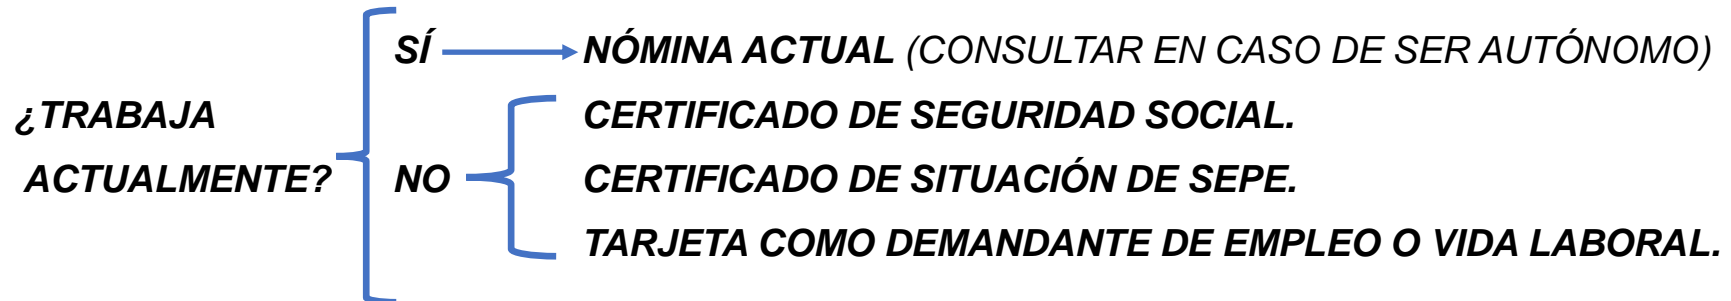 SÍ NÓMINA ACTUAL (CONSULTAR EN CASO DE SER AUTÓNOMO)
¿TRABAJA CERTIFICADO DE SEGURIDAD SOCIAL.
ACTUALMENTE? NO CERTIFICADO DE SITUACIÓN DE SEPE.
TARJETA COMO DEMANDANTE DE EMPLEO O VIDA LABORAL.